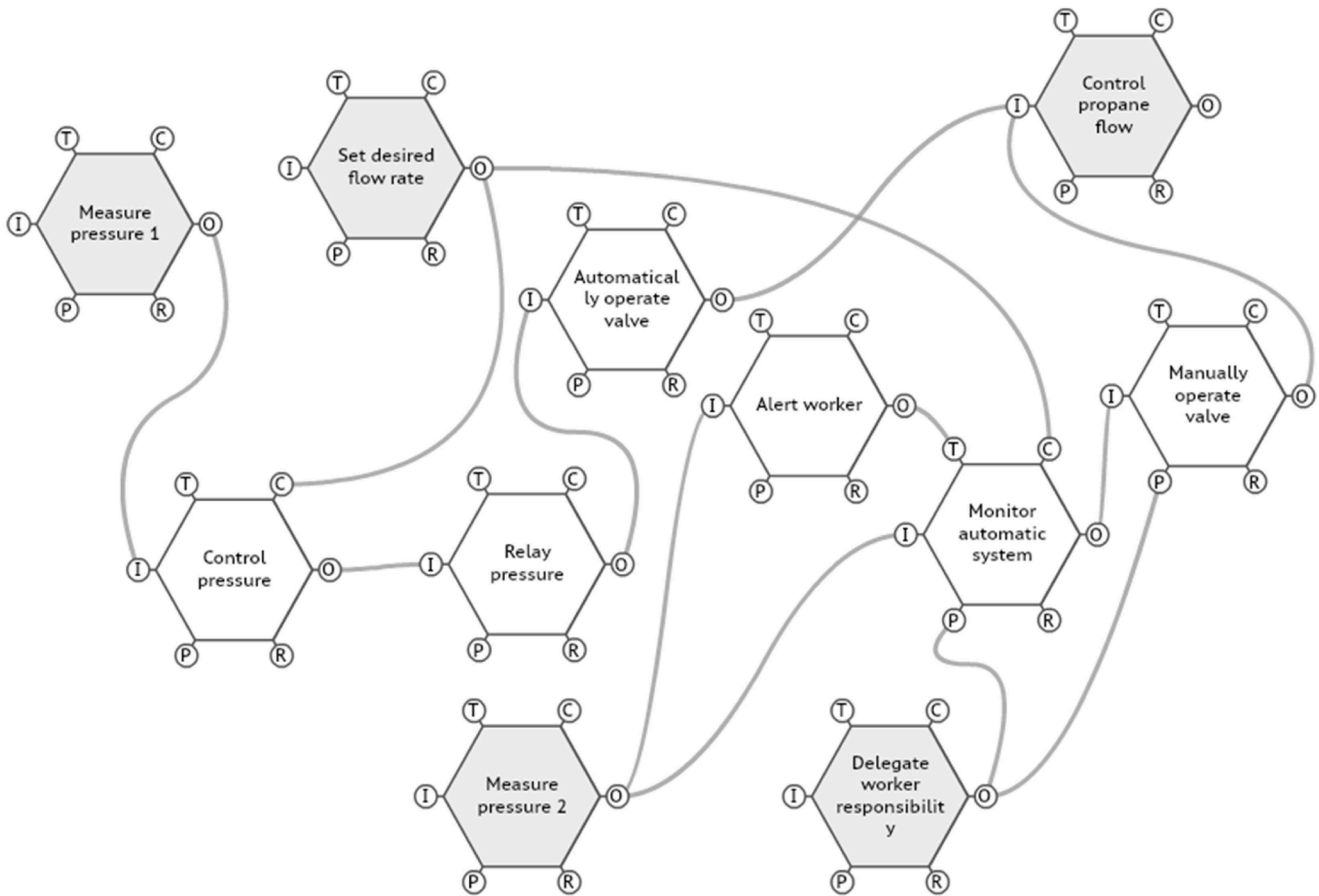 T C
Control
propane
flow
I O
P R
T C
Set desired
flow rate
I O
P R
T C
Measure
pressure 1
I O
P R
T C
Automatical
ly operate
valve
I O
P R
T C
Alert worker
I O
P R
T C
Manually
operate
valve
I O
P R
T C
Control
pressure
I O
P R
T C
Relay
pressure
I O
P R
T C
Monitor
automatic
system
I O
P R
T C
Measure
pressure 2
I O
P R
T C
Delegate
worker
responsibilit
y
I O
P R